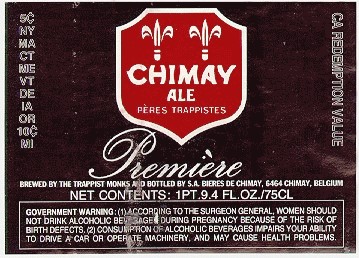 5¢
NY MA
CT ME
VT DE
IA OR
10¢
MI
CHIMAY
ALE
PÈRES TRAPPISTES
Première
CA REDEMPTION VALUE
BREWED BY THE TRAPPIST MONKS AND BOTTLED BY S.A. BIERES DE CHIMAY, 6464 CHIMAY, BELGIUM
NET CONTENTS: 1PT.9.4 FL.OZ./75CL
GOVERNMENT WARNING: (1) ACCORDING TO THE SURGEON GENERAL, WOMEN SHOULD
NOT DRINK ALCOHOLIC BEVERAGES DURING PREGNANCY BECAUSE OF THE RISK OF
BIRTH DEFECTS. (2) CONSUMPTION OF ALCOHOLIC BEVERAGES IMPAIRS YOUR ABILITY
TO DRIVE A CAR OR OPERATE MACHINERY, AND MAY CAUSE HEALTH PROBLEMS.